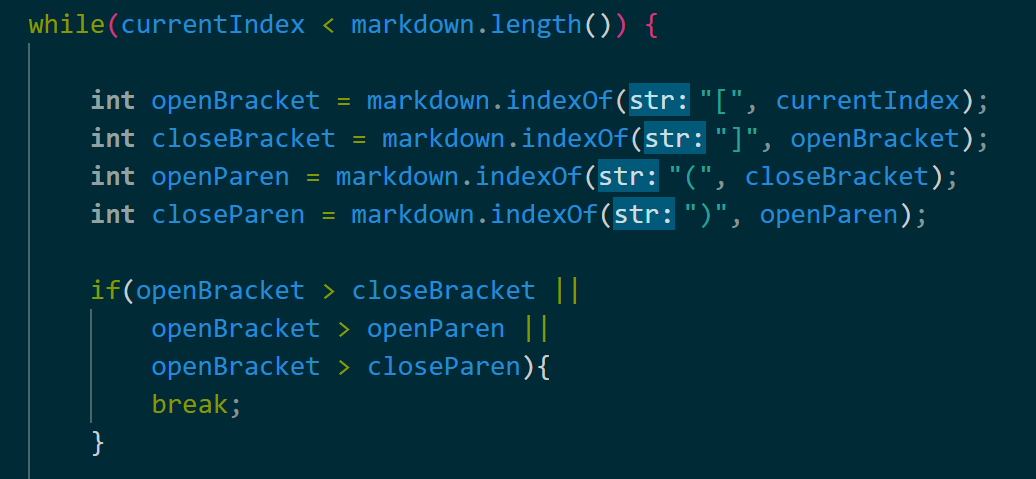 while(currentIndex < markdown.length()) {
int openBracket = markdown.indexOf(str: "[", currentIndex);
int closeBracket = markdown.indexOf(str: "]", openBracket);
int openParen = markdown.indexOf(str: "(", closeBracket);
int closeParen = markdown.indexOf(str: ")", openParen);
if(openBracket > closeBracket ||
openBracket > openParen ||
openBracket > closeParen){
break;
}